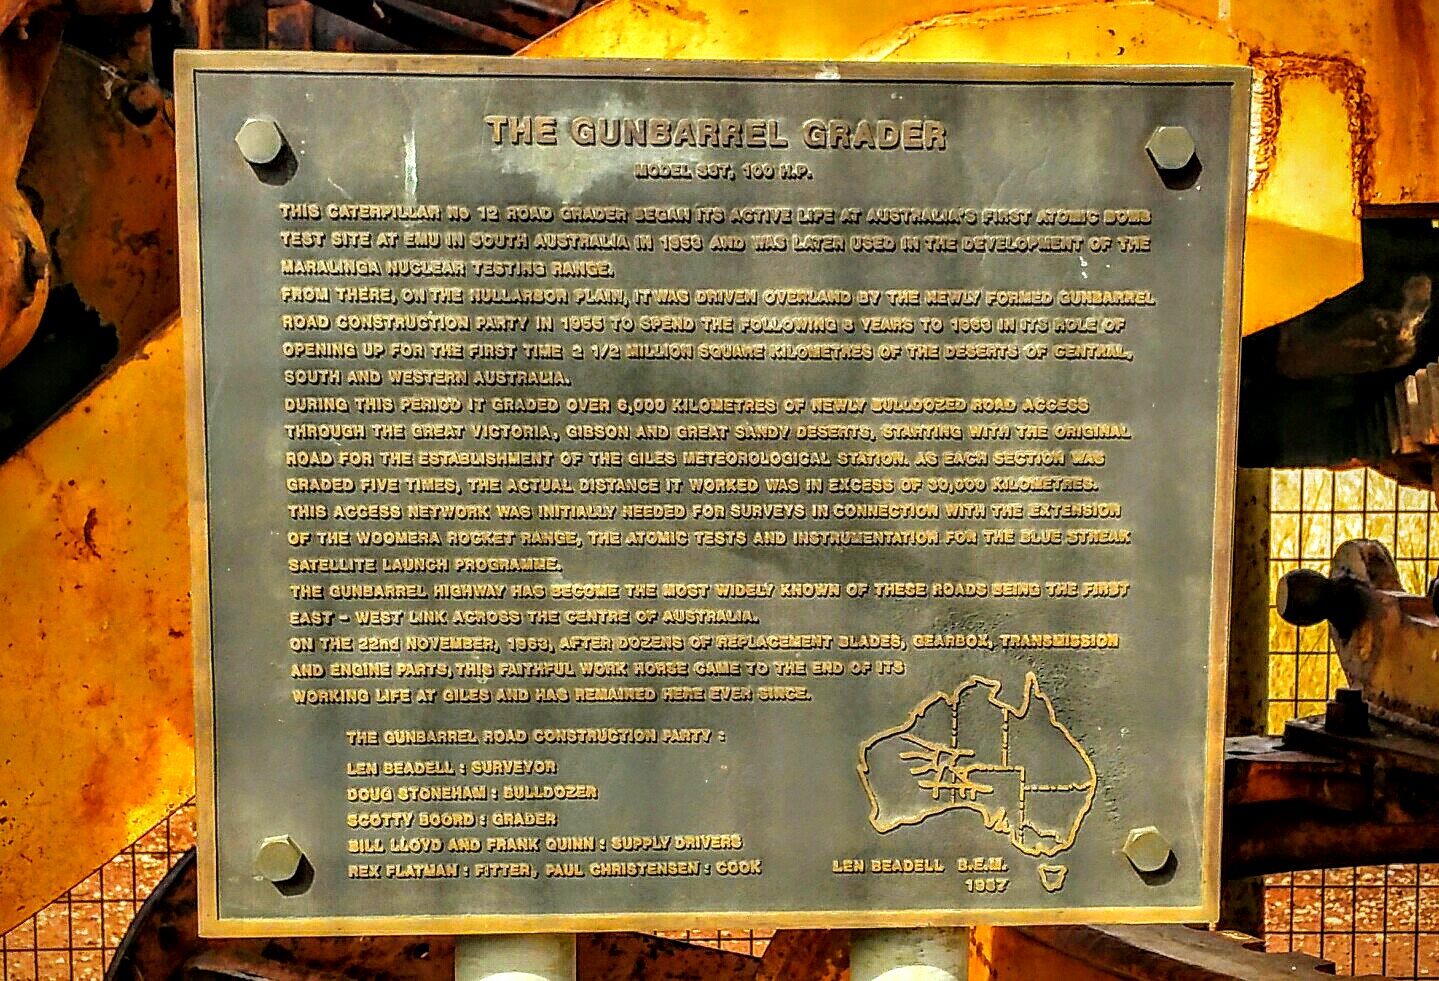 THE GUNBARREL GRADER
MODEL 99T, 100 H.P.
THIS CATERPILLAR No 12 ROAD GRADER BEGAN ITS ACTIVE LIFE AT AUSTRALIA'S FIRST ATOMIC BOMB
TEST SITE AT EMU IN SOUTH AUSTRALIA IN 1953 AND WAS LATER USED IN THE DEVELOPMENT OF THE
MARALINGA NUCLEAR TESTING RANGE.
FROM THERE, ON THE NULLARBOR PLAIN, IT WAS DRIVEN OVERLAND BY THE NEWLY FORMED GUNBARREL
ROAD CONSTRUCTION PARTY IN 1955 TO SPEND THE FOLLOWING 8 YEARS TO 1963 IN ITS ROLE OF
OPENING UP FOR THE FIRST TIME 2 1/2 MILLION SQUARE KILOMETRES OF THE DESERTS OF CENTRAL,
SOUTH AND WESTERN AUSTRALIA.
DURING THIS PERIOD IT GRADED OVER 6,000 KILOMETRES OF NEWLY BULLDOZED ROAD ACCESS
THROUGH THE GREAT VICTORIA, GIBSON AND GREAT SANDY DESERTS, STARTING WITH THE ORIGINAL
ROAD FOR THE ESTABLISHMENT OF THE GILES METEOROLOGICAL STATION. AS EACH SECTION WAS
GRADED FIVE TIMES, THE ACTUAL DISTANCE IT WORKED WAS IN EXCESS OF 30,000 KILOMETRES.
THIS ACCESS NETWORK WAS INITIALLY NEEDED FOR SURVEYS IN CONNECTION WITH THE EXTENSION
OF THE WOOMERA ROCKET RANGE, THE ATOMIC TESTS AND INSTRUMENTATION FOR THE BLUE STREAK
SATELLITE LAUNCH PROGRAMME.
THE GUNBARREL HIGHWAY HAS BECOME THE MOST WIDELY KNOWN OF THESE ROADS BEING THE FIRST
EAST - WEST LINK ACROSS THE CENTRE OF AUSTRALIA.
ON THE 22nd NOVEMBER, 1963, AFTER DOZENS OF REPLACEMENT BLADES, GEARBOX, TRANSMISSION
AND ENGINE PARTS, THIS FAITHFUL WORK HORSE CAME TO THE END OF ITS
WORKING LIFE AT GILES AND HAS REMAINED HERE EVER SINCE.
THE GUNBARREL ROAD CONSTRUCTION PARTY :
LEN BEADELL : SURVEYOR
DOUG STONEHAM : BULLDOZER
SCOTTY BOORD : GRADER
BILL LLOYD AND FRANK QUINN : SUPPLY DRIVERS
REX FLATMAN : FITTER, PAUL CHRISTENSEN : COOK
LEN BEADELL B.E.M.
1987